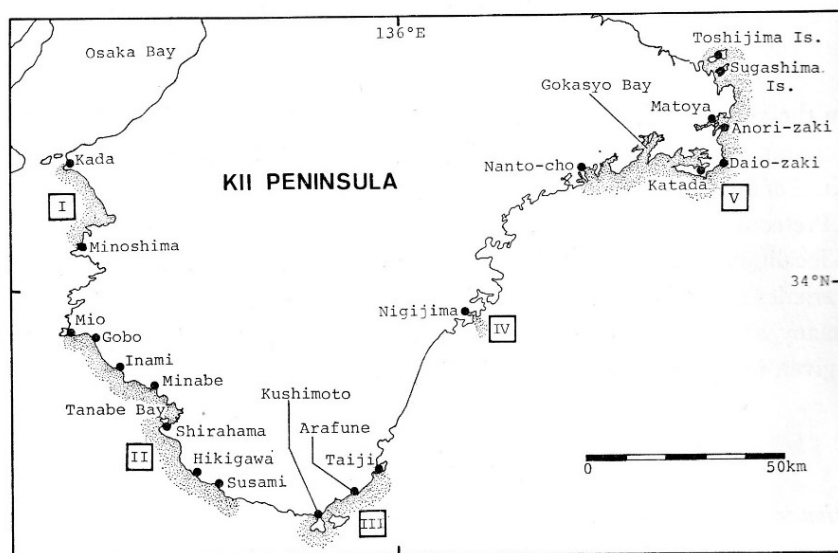 136°E
Osaka Bay
Toshijima Is.
Sugashima
Is.
Gokasyo Bay
Matoya
Anori-zaki
Kada
Nanto-cho
Daio-zaki
KII PENINSULA
Katada
V
I
Minoshima
34°N
Nigijima
IV
Mio
Gobo
Inami
Minabe
Kushimoto
Tanabe Bay
Shirahama
Arafune
II
Hikigawa
Taiji
Susami
0
50km
III